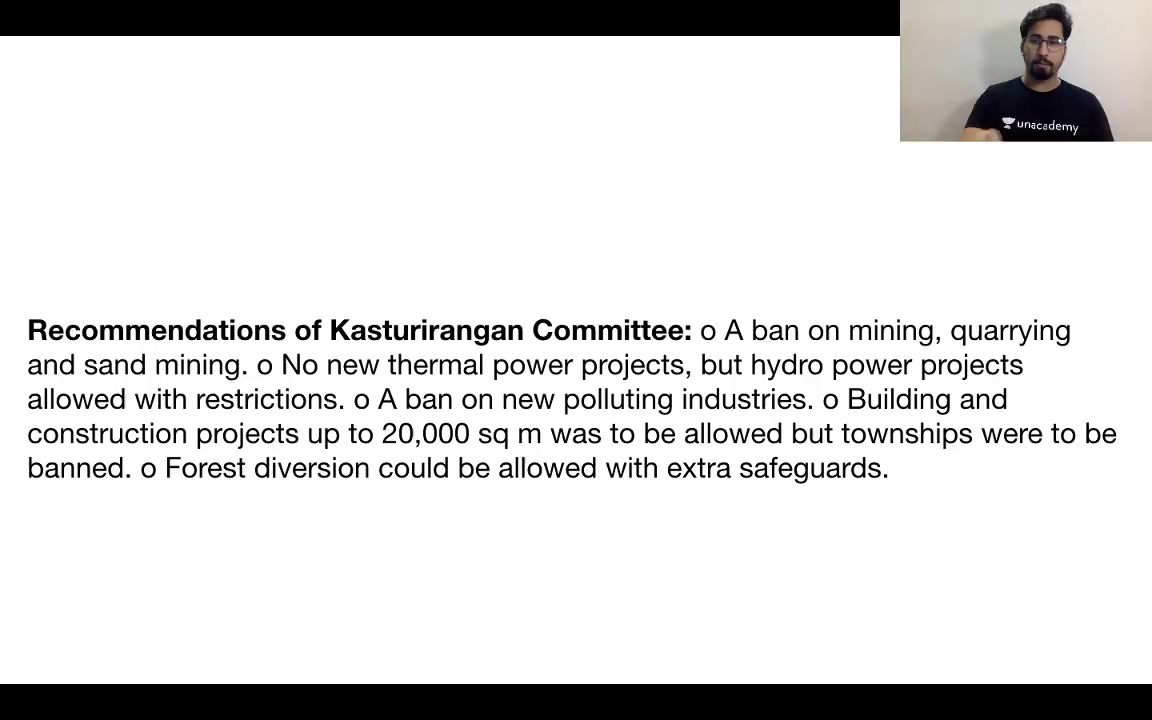 unacademy
Recommendations of Kasturirangan Committee: o A ban on mining, quarrying
and sand mining. o No new thermal power projects, but hydro power projects
allowed with restrictions. o A ban on new polluting industries. o Building and
construction projects up to 20,000 sq m was to be allowed but townships were to be
banned. o Forest diversion could be allowed with extra safeguards.